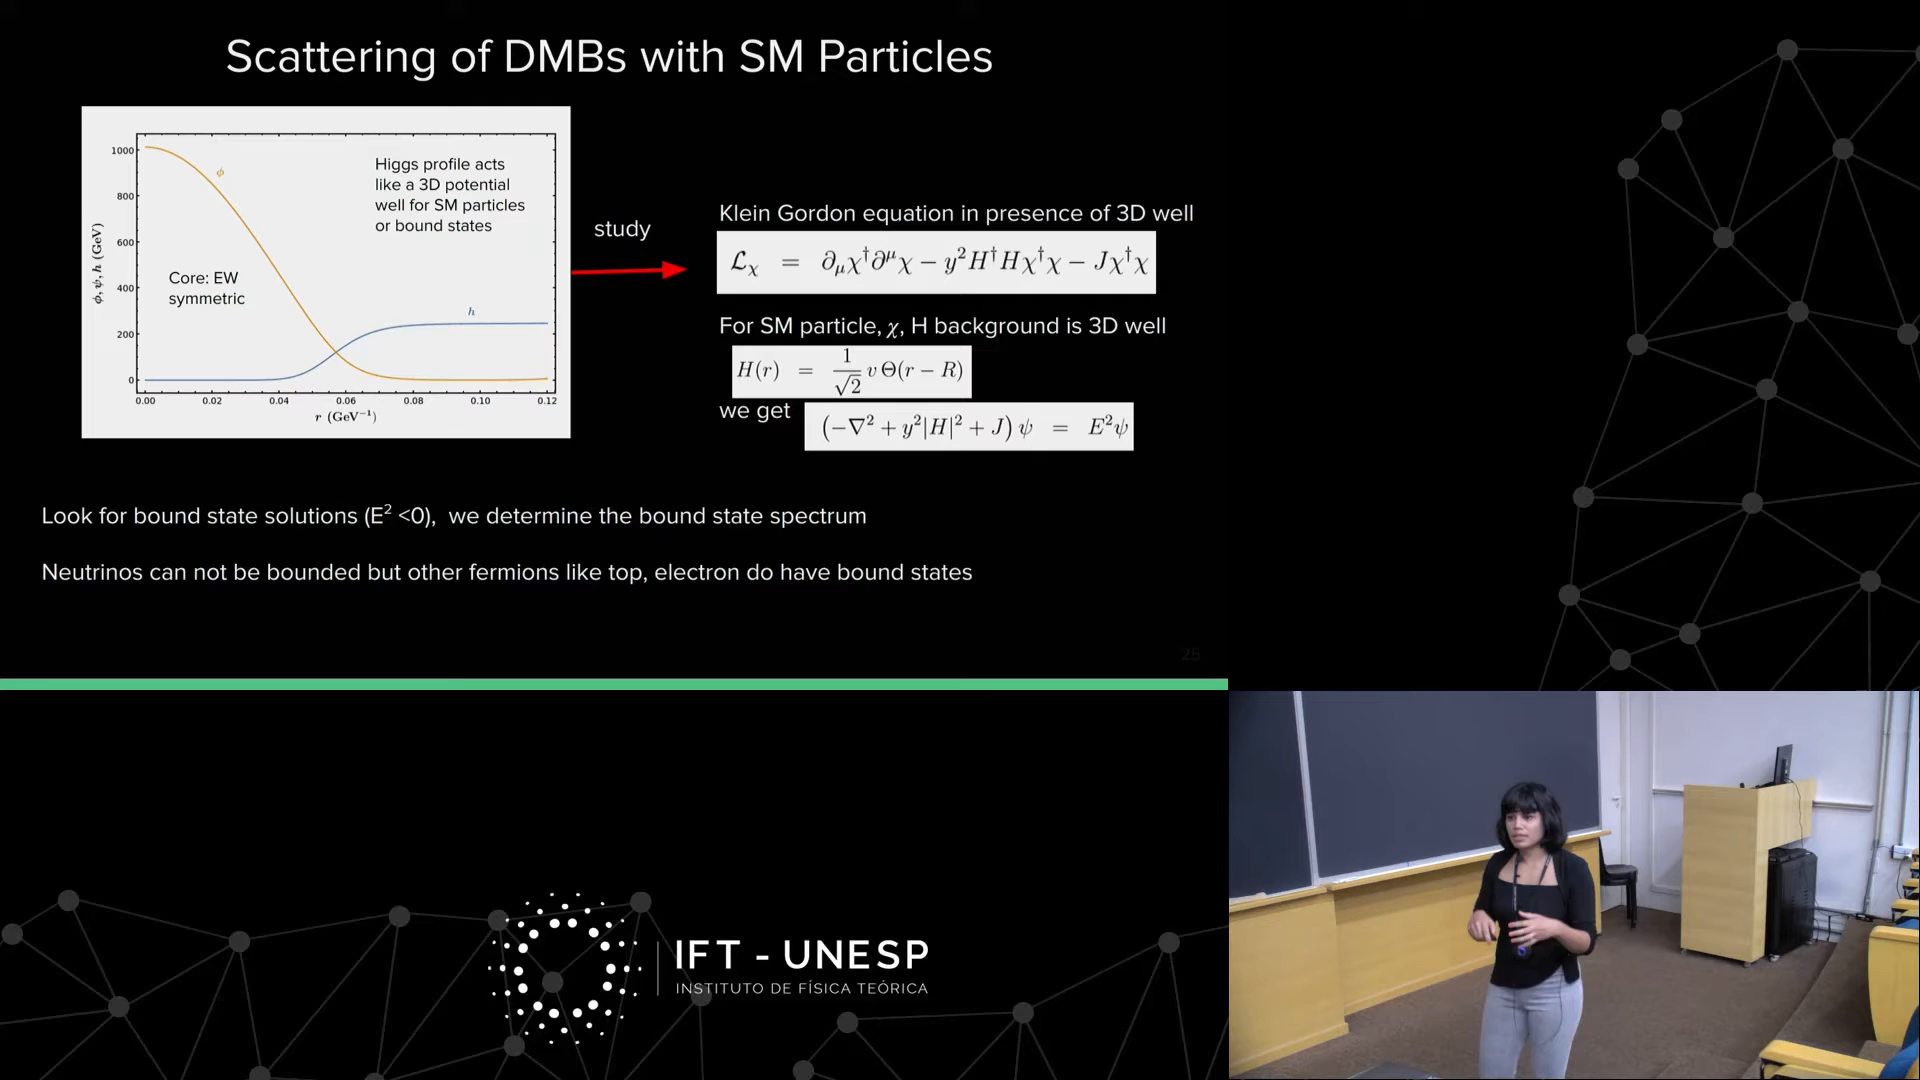 Scattering of DMBs with SM Particles
1000
800
600
400
200
0
ϕ, ψ, h (GeV)
0.00 0.02 0.04 0.06 0.08 0.10 0.12
r (GeV⁻¹)
ϕ
h
Higgs profile acts
like a 3D potential
well for SM particles
or bound states
Core: EW
symmetric
study
Klein Gordon equation in presence of 3D well
ℒχ = ∂μχ†∂^μχ − y²H†Hχ†χ − Jχ†χ
For SM particle, χ, H background is 3D well
H(r) = 1/√2 v Θ(r − R)
we get (−∇² + y²|H|² + J) ψ = E²ψ
Look for bound state solutions (E² <0), we determine the bound state spectrum
Neutrinos can not be bounded but other fermions like top, electron do have bound states
25
IFT - UNESP
INSTITUTO DE FÍSICA TEÓRICA